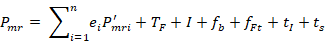 P_{mr} = \sum_{i=1}^{n} e_i P'_{mri} + T_F + I + f_b + f_{Ft} + t_I + t_s